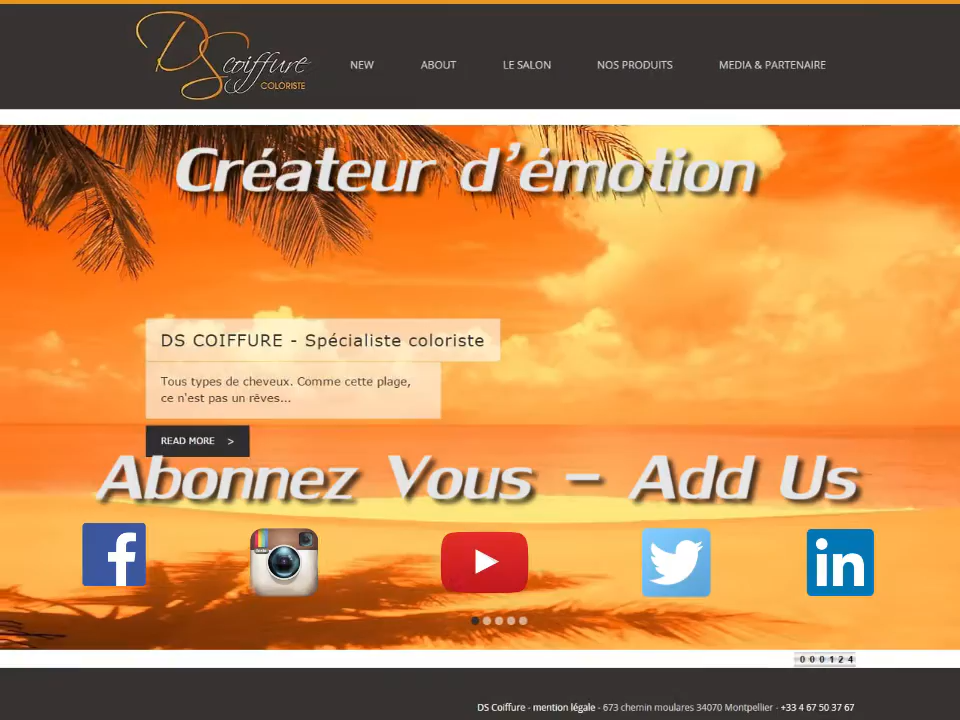 DS coiffure
COLORISTE
NEW ABOUT LE SALON NOS PRODUITS MEDIA & PARTENAIRE
Créateur d'émotion
DS COIFFURE - Spécialiste coloriste
Tous types de cheveux. Comme cette plage,
ce n'est pas un rêves...
READ MORE >
Abonnez Vous – Add Us
f
in
000124
DS Coiffure - mention légale - 673 chemin moulares 34070 Montpellier - +33 4 67 50 37 67